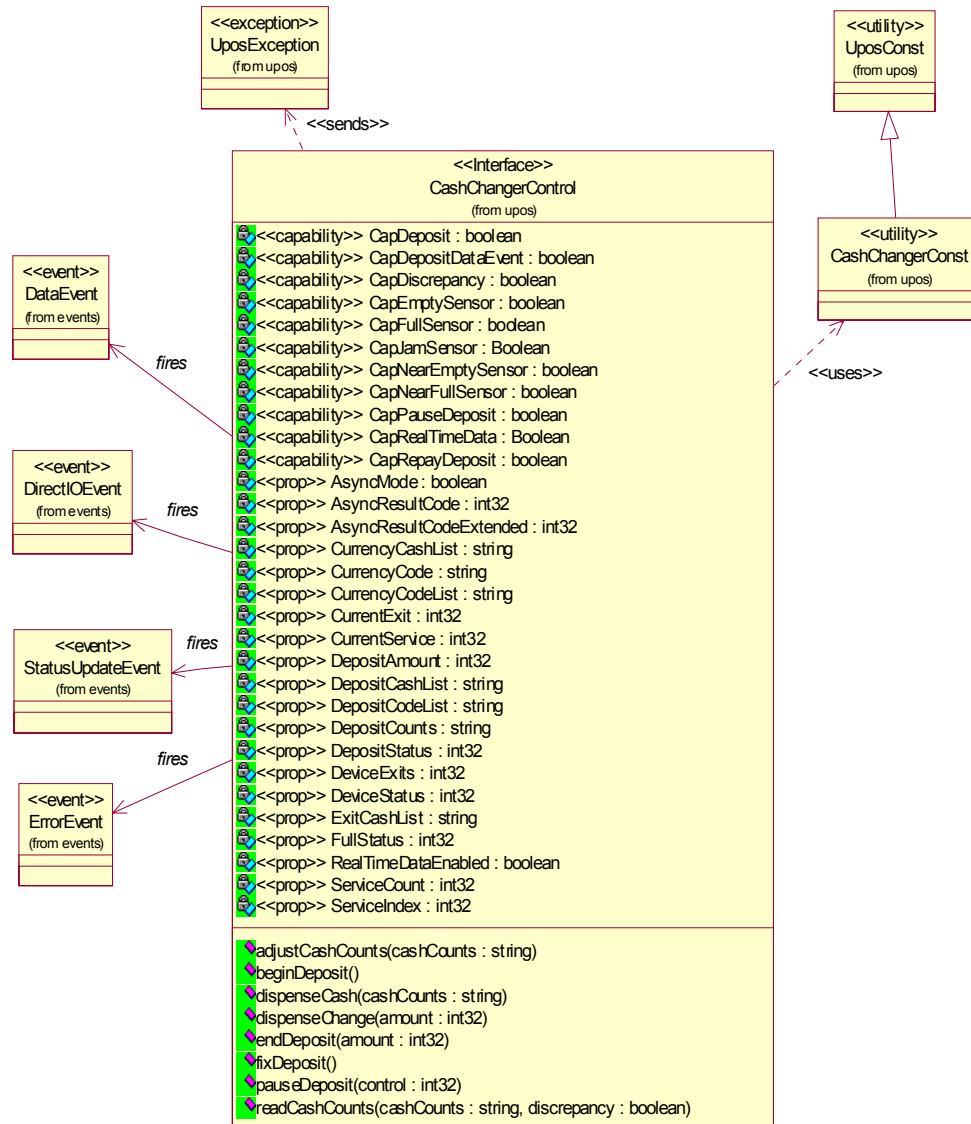 <<exception>>
UposException
(from upos)
<<utility>>
UposConst
(from upos)
<<sends>>
<<Interface>>
CashChangerControl
(from upos)
<<capability>> CapDeposit : boolean
<<capability>> CapDepositDataEvent : boolean
<<capability>> CapDiscrepancy : boolean
<<capability>> CapEmptySensor : boolean
<<capability>> CapFullSensor : boolean
<<capability>> CapJamSensor : Boolean
<<capability>> CapNearEmptySensor : boolean
<<capability>> CapNearFullSensor : boolean
<<capability>> CapPauseDeposit : boolean
<<capability>> CapRealTimeData : Boolean
<<capability>> CapRepayDeposit : boolean
<<prop>> AsyncMode : boolean
<<prop>> AsyncResultCode : int32
<<prop>> AsyncResultCodeExtended : int32
<<prop>> CurrencyCashList : string
<<prop>> CurrencyCode : string
<<prop>> CurrencyCodeList : string
<<prop>> CurrentExit : int32
<<prop>> CurrentService : int32
<<prop>> DepositAmount : int32
<<prop>> DepositCashList : string
<<prop>> DepositCodeList : string
<<prop>> DepositCounts : string
<<prop>> DepositStatus : int32
<<prop>> DeviceExits : int32
<<prop>> DeviceStatus : int32
<<prop>> ExitCashList : string
<<prop>> FullStatus : int32
<<prop>> RealTimeDataEnabled : boolean
<<prop>> ServiceCount : int32
<<prop>> ServiceIndex : int32
adjustCashCounts(cashCounts : string)
beginDeposit()
dispenseCash(cashCounts : string)
dispenseChange(amount : int32)
endDeposit(amount : int32)
fixDeposit()
pauseDeposit(control : int32)
readCashCounts(cashCounts : string, discrepancy : boolean)
<<utility>>
CashChangerConst
(from upos)
<<uses>>
<<event>>
DataEvent
(from events)
fires
<<event>>
DirectIOEvent
(from events)
fires
<<event>>
StatusUpdateEvent
(from events)
fires
<<event>>
ErrorEvent
(from events)
fires